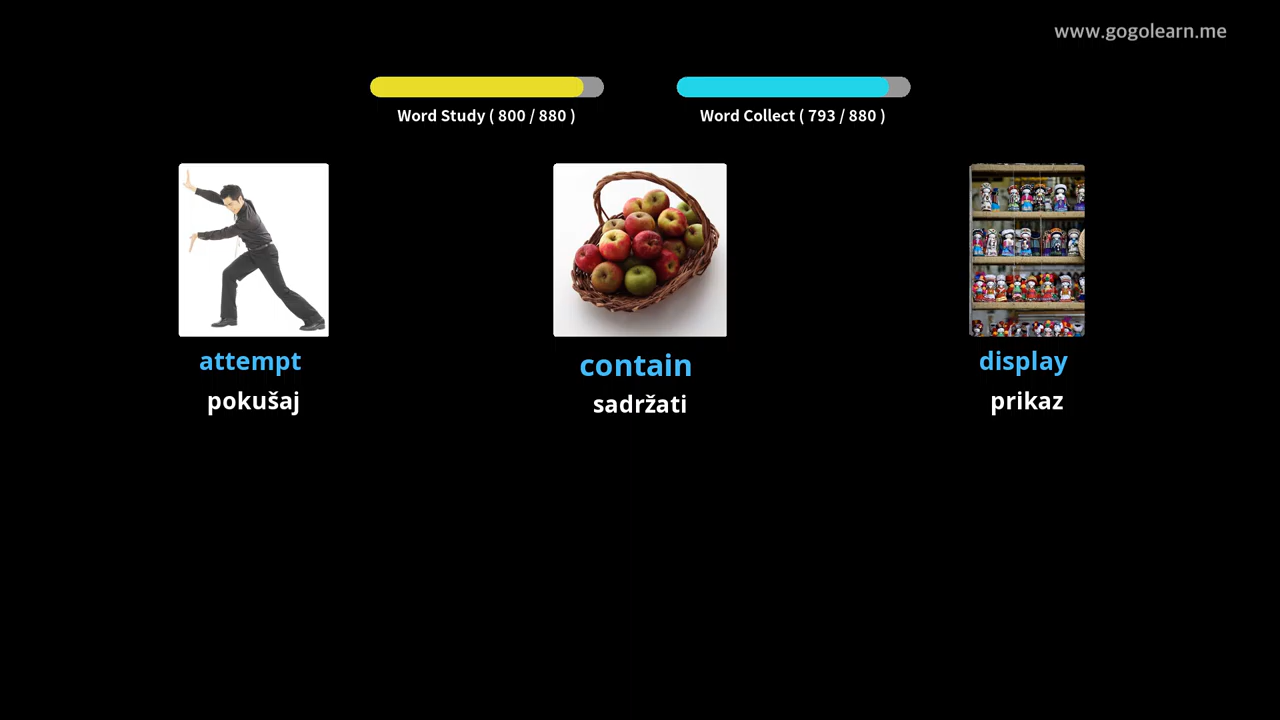 www.gogolearn.me
Word Study ( 800 / 880 )
Word Collect ( 793 / 880 )
attempt
pokušaj
contain
sadržati
display
prikaz